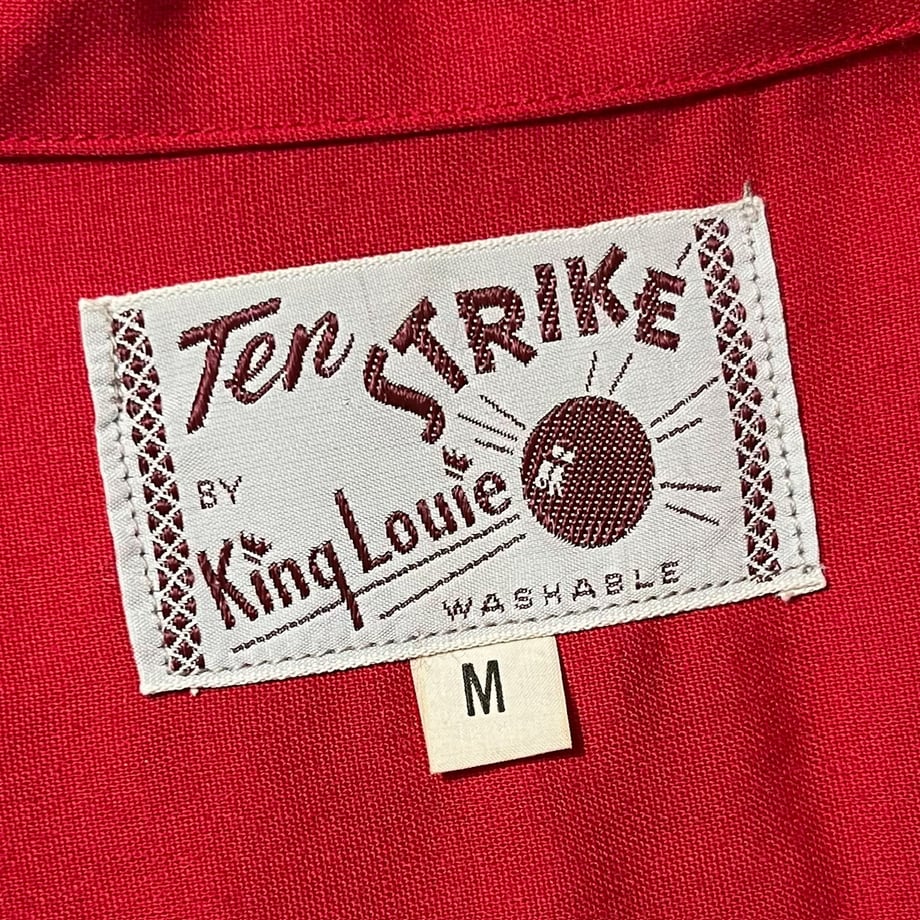 Ten STRIKE
BY
King Louie
WASHABLE
M